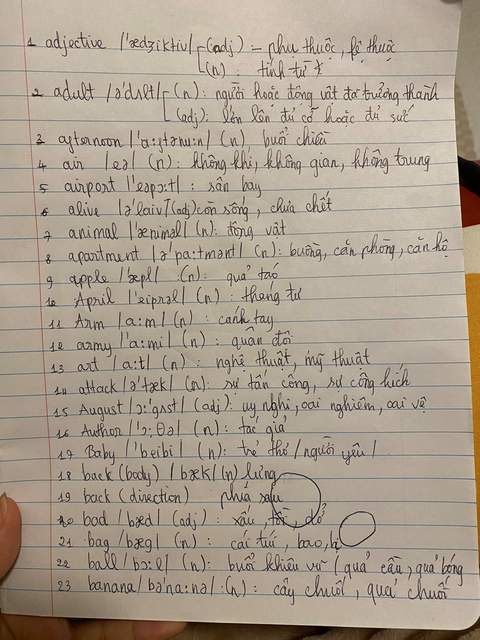 1 adjective /'ædʒiktiv/ (adj) – phụ thuộc, lệ thuộc
(n) : tính từ
2 adult /ə'dʌlt/ (n): người hoặc động vật đã trưởng thành
(adj): lớn lên đủ cỡ hoặc đủ sức
3 afternoon /'ɑ:ftənu:n/ (n) buổi chiều
4 air /eə/ (n): không khí, không gian, không trung
5 airport /'eəpɔ:t/ : sân bay
6 alive /ə'laiv/ (adj) còn sống, chưa chết
7 animal /'æniməl/ (n): động vật
8 apartment /ə'pa:tmənt/ (n): buồng, căn phòng, căn hộ
9 apple /'æpl/ (n) : quả táo
10 April /'eiprəl/ (n) : tháng tư
11 Arm /a:m/ (n) : cánh tay
12 army /'a:mi/ (n) : quân đội
13 art /a:t/ (n) : nghệ thuật, mỹ thuật
14 attack /ə'tæk/ (n): sự tấn công, sự công kích
15 August /ɔ:'gʌst/ (adj): uy nghi, oai nghiêm, oai vệ
16 Author /'ɔ:θə/ (n) : tác giả
17 Baby /'beibi/ (n) : trẻ thơ / người yêu /
18 back (body) /bæk/ (n) lưng
19 back (direction) phía sau
20 bad /bæd/ (adj) : xấu, tồi, dở
21 bag /bæg/ (n) : cái túi, bao, bị
22 ball /bɔ:l/ (n): buổi khiêu vũ (quả cầu, quả bóng
23 banana /bə'na:nə/ (n) : cây chuối, quả chuối